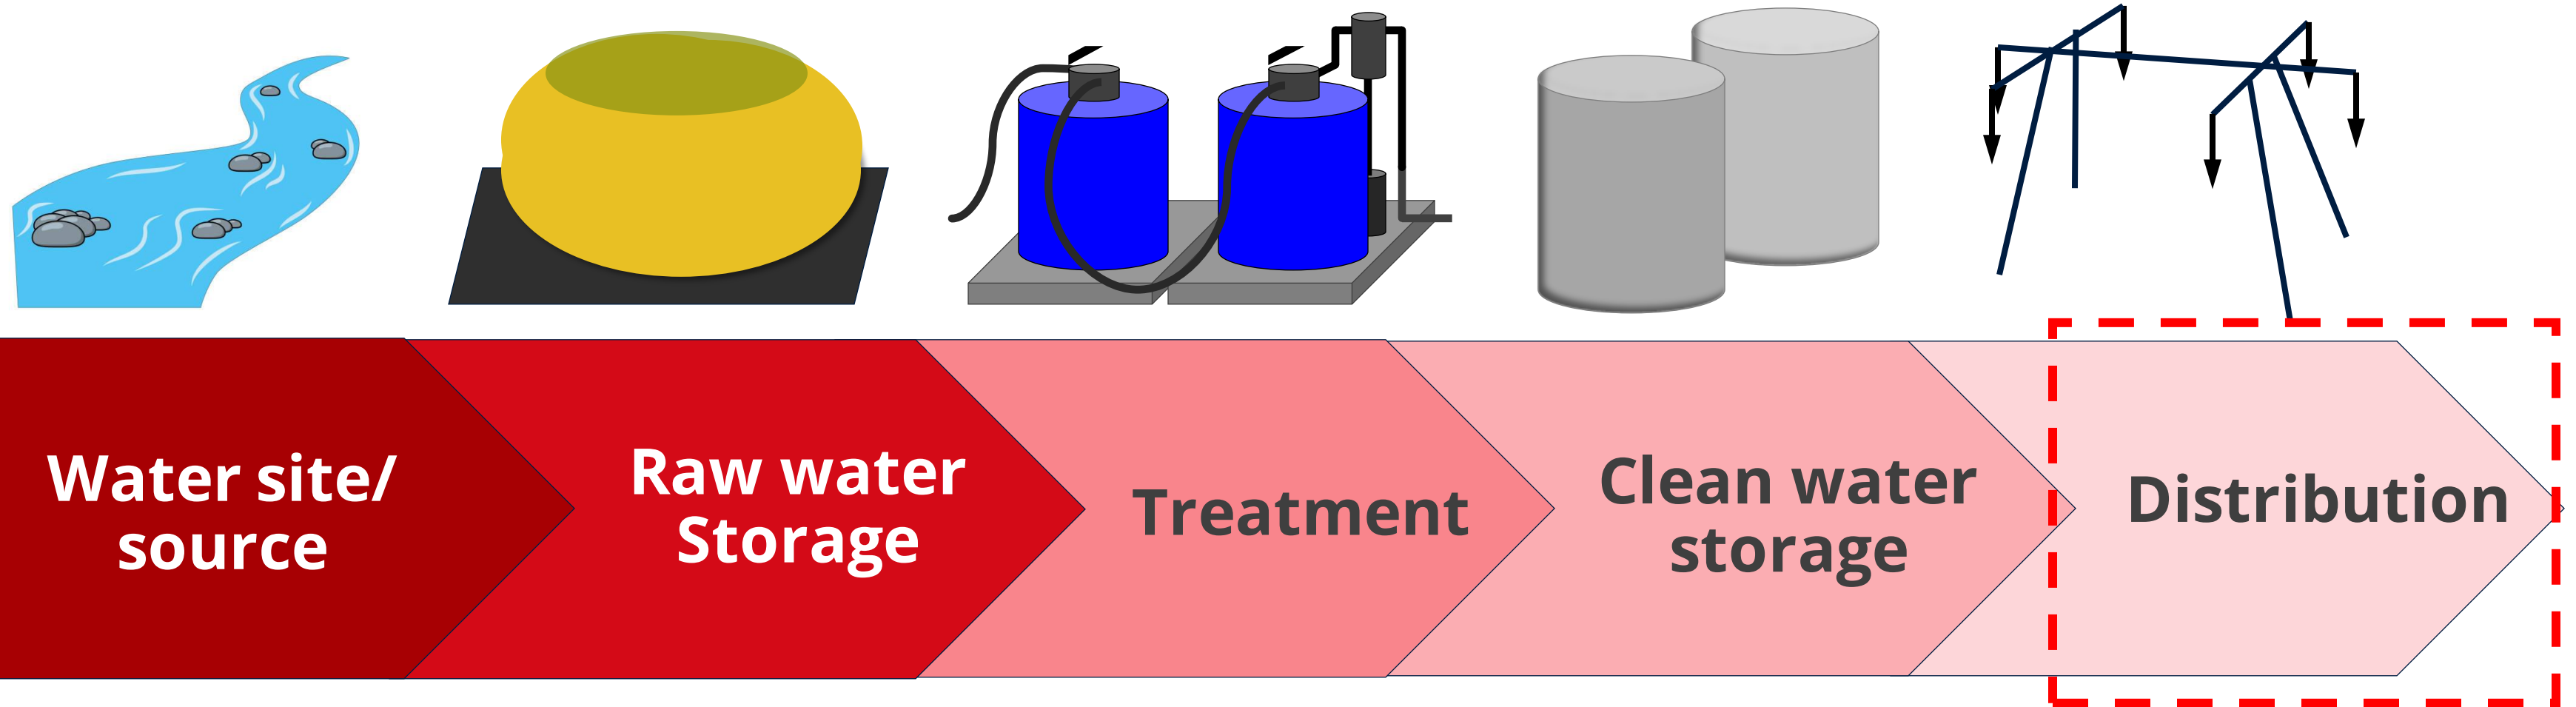 Water site/
source
Raw water
Storage
Treatment
Clean water
storage
Distribution